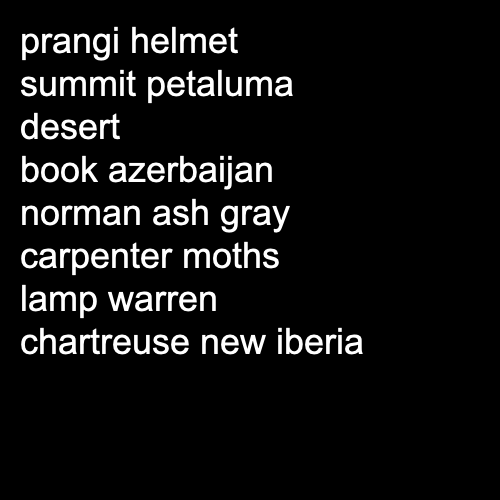 prangi helmet
summit petaluma
desert
book azerbaijan
norman ash gray
carpenter moths
lamp warren
chartreuse new iberia